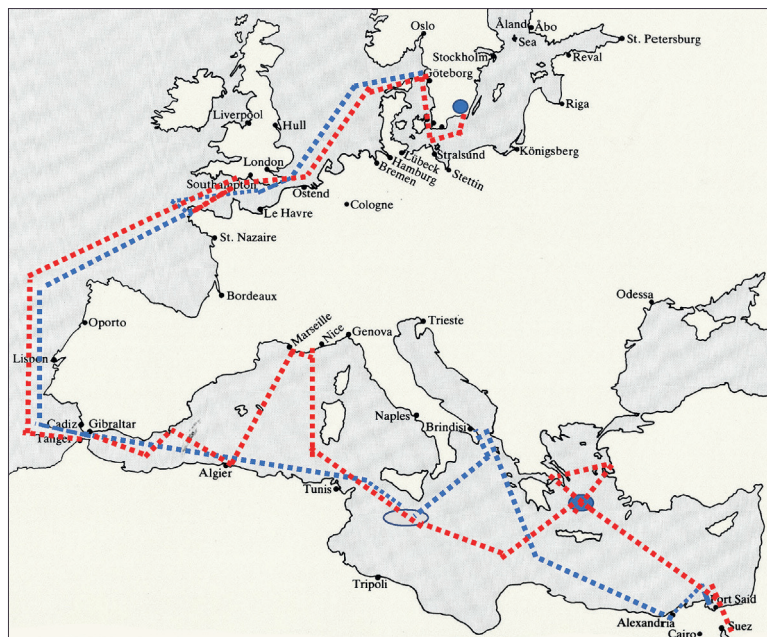 Oslo
Åland
Åbo
Sea
St. Petersburg
Stockholm
Reval
Göteborg
Riga
Liverpool
Hull
Stralsund
Königsberg
Lübeck
Hamburg
Bremen
Stettin
London
Southampton
Ostend
Le Havre
Cologne
St. Nazaire
Bordeaux
Odessa
Oporto
Trieste
Marseille
Nice
Genova
Lisbon
Naples
Brindisi
Cadiz
Gibraltar
Tanger
Algier
Tunis
Tripoli
Port Said
Alexandria
Suez
Cairo